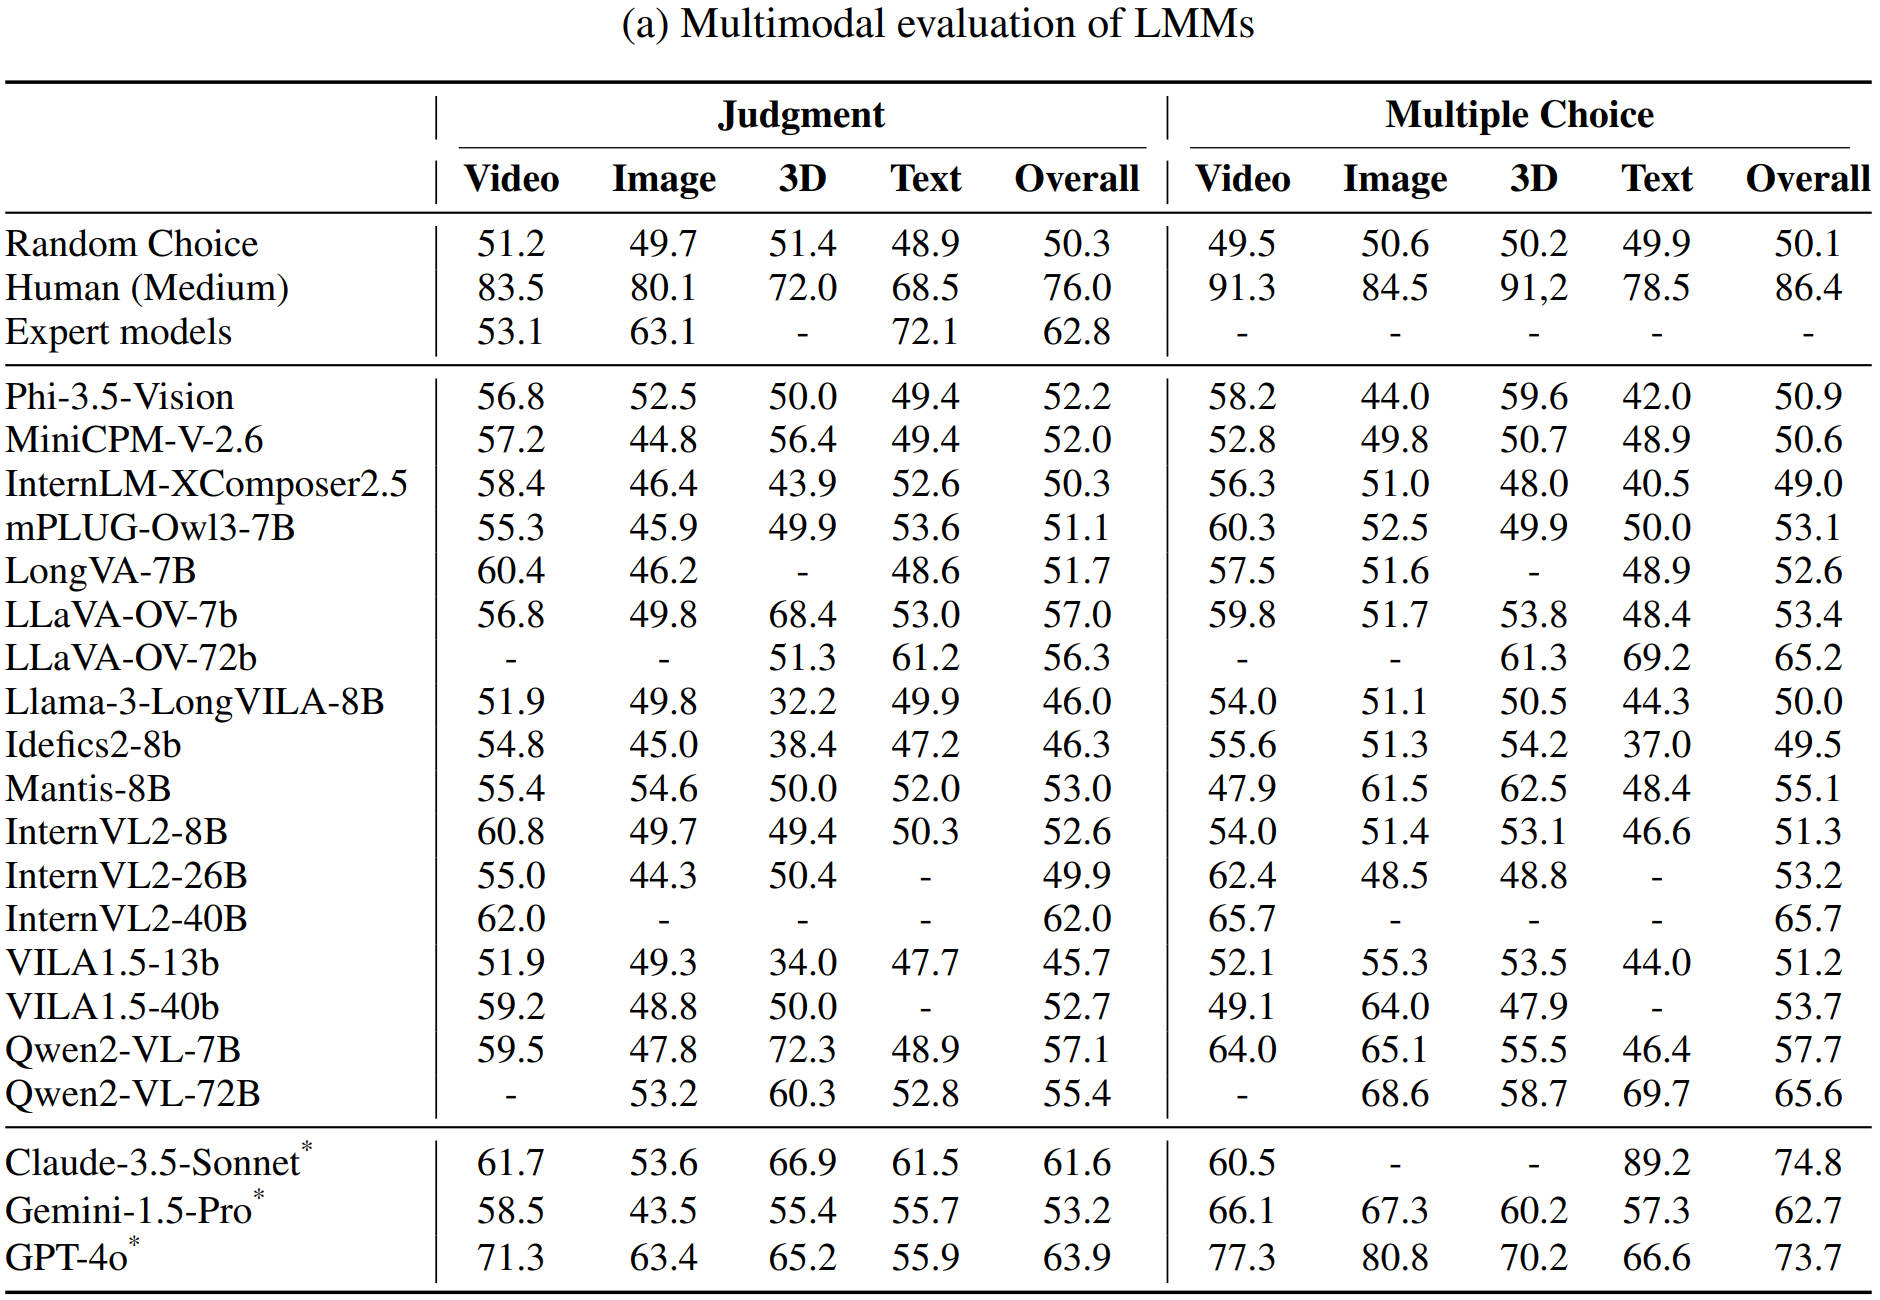 (a) Multimodal evaluation of LMMs
Judgment Multiple Choice
Video Image 3D Text Overall Video Image 3D Text Overall
Random Choice 51.2 49.7 51.4 48.9 50.3 49.5 50.6 50.2 49.9 50.1
Human (Medium) 83.5 80.1 72.0 68.5 76.0 91.3 84.5 91,2 78.5 86.4
Expert models 53.1 63.1 - 72.1 62.8 - - - - -
Phi-3.5-Vision 56.8 52.5 50.0 49.4 52.2 58.2 44.0 59.6 42.0 50.9
MiniCPM-V-2.6 57.2 44.8 56.4 49.4 52.0 52.8 49.8 50.7 48.9 50.6
InternLM-XComposer2.5 58.4 46.4 43.9 52.6 50.3 56.3 51.0 48.0 40.5 49.0
mPLUG-Owl3-7B 55.3 45.9 49.9 53.6 51.1 60.3 52.5 49.9 50.0 53.1
LongVA-7B 60.4 46.2 - 48.6 51.7 57.5 51.6 - 48.9 52.6
LLaVA-OV-7b 56.8 49.8 68.4 53.0 57.0 59.8 51.7 53.8 48.4 53.4
LLaVA-OV-72b - - 51.3 61.2 56.3 - - 61.3 69.2 65.2
Llama-3-LongVILA-8B 51.9 49.8 32.2 49.9 46.0 54.0 51.1 50.5 44.3 50.0
Idefics2-8b 54.8 45.0 38.4 47.2 46.3 55.6 51.3 54.2 37.0 49.5
Mantis-8B 55.4 54.6 50.0 52.0 53.0 47.9 61.5 62.5 48.4 55.1
InternVL2-8B 60.8 49.7 49.4 50.3 52.6 54.0 51.4 53.1 46.6 51.3
InternVL2-26B 55.0 44.3 50.4 - 49.9 62.4 48.5 48.8 - 53.2
InternVL2-40B 62.0 - - - 62.0 65.7 - - - 65.7
VILA1.5-13b 51.9 49.3 34.0 47.7 45.7 52.1 55.3 53.5 44.0 51.2
VILA1.5-40b 59.2 48.8 50.0 - 52.7 49.1 64.0 47.9 - 53.7
Qwen2-VL-7B 59.5 47.8 72.3 48.9 57.1 64.0 65.1 55.5 46.4 57.7
Qwen2-VL-72B - 53.2 60.3 52.8 55.4 - 68.6 58.7 69.7 65.6
Claude-3.5-Sonnet* 61.7 53.6 66.9 61.5 61.6 60.5 - - 89.2 74.8
Gemini-1.5-Pro* 58.5 43.5 55.4 55.7 53.2 66.1 67.3 60.2 57.3 62.7
GPT-4o* 71.3 63.4 65.2 55.9 63.9 77.3 80.8 70.2 66.6 73.7